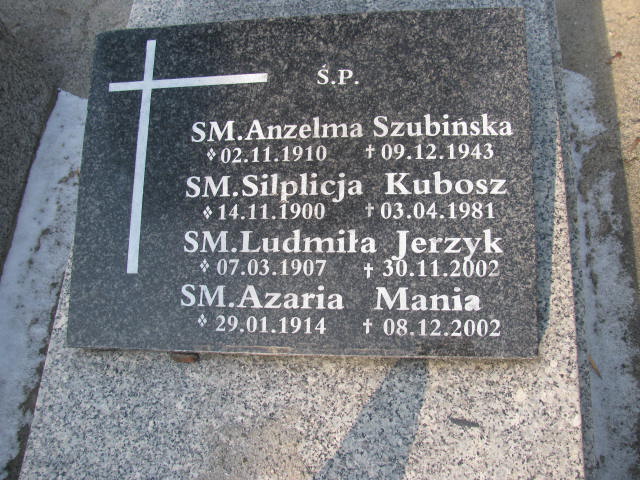 Ś.P.
SM.Anzelma Szubińska
02.11.1910 † 09.12.1943
SM.Silplicja Kubosz
14.11.1900 † 03.04.1981
SM.Ludmiła Jerzyk
07.03.1907 † 30.11.2002
SM.Azaria Mania
29.01.1914 † 08.12.2002